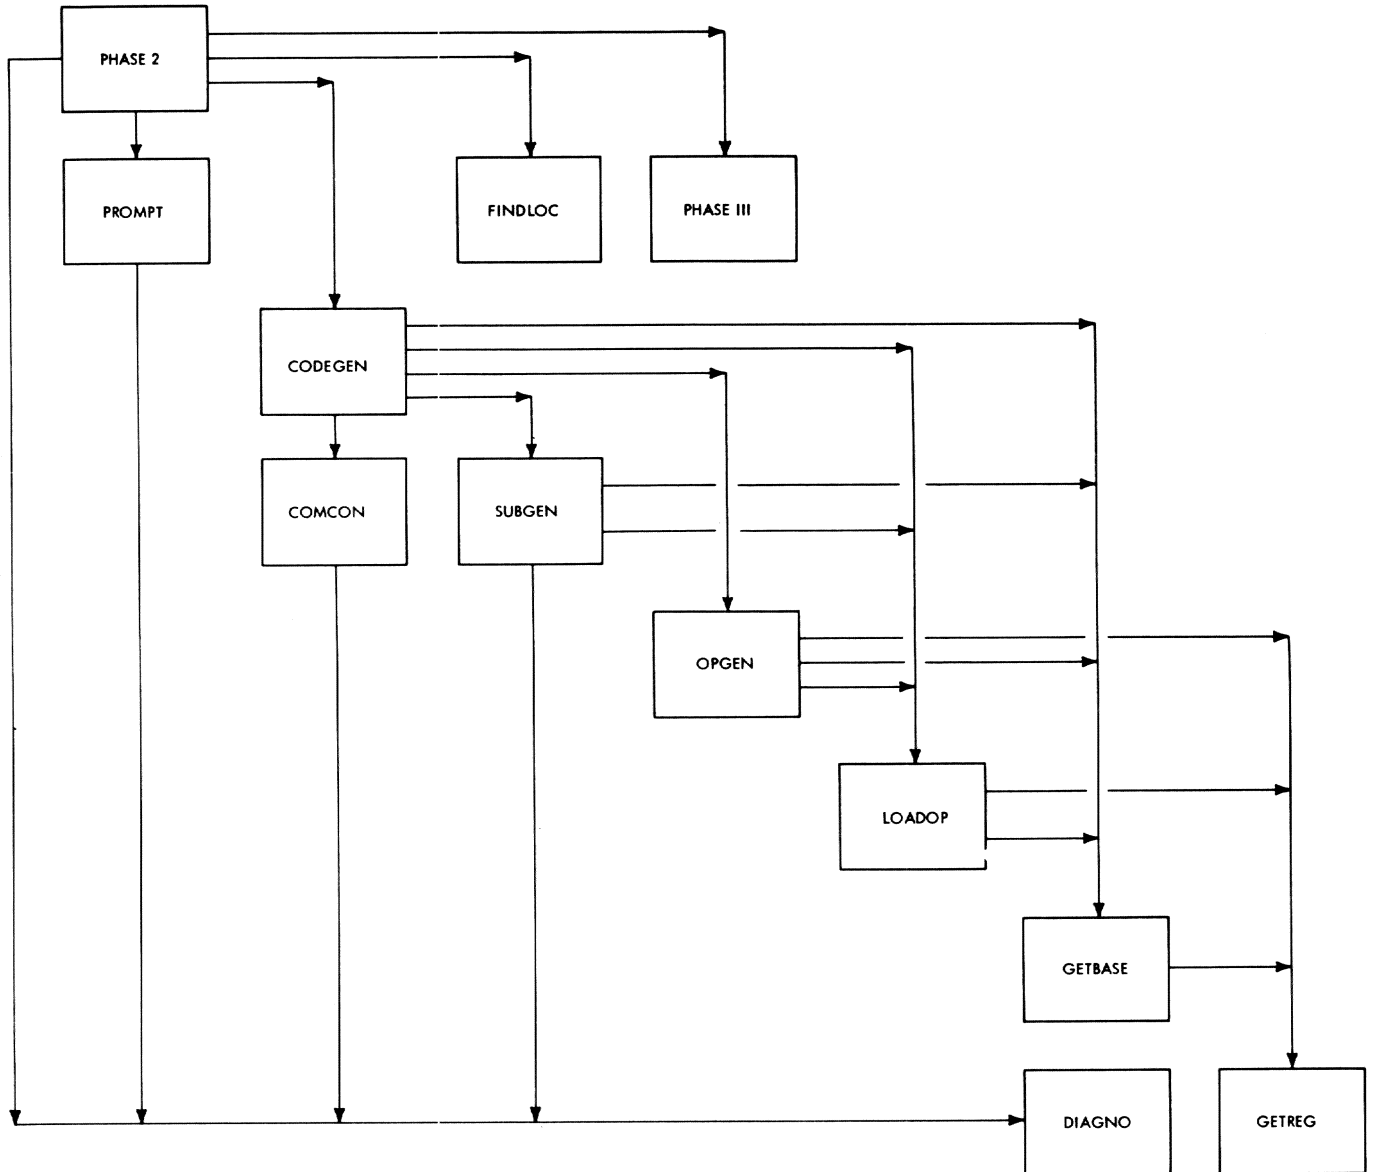 PHASE 2
PROMPT
FINDLOC
PHASE III
CODEGEN
COMCON
SUBGEN
OPGEN
LOADOP
GETBASE
DIAGNO
GETREG